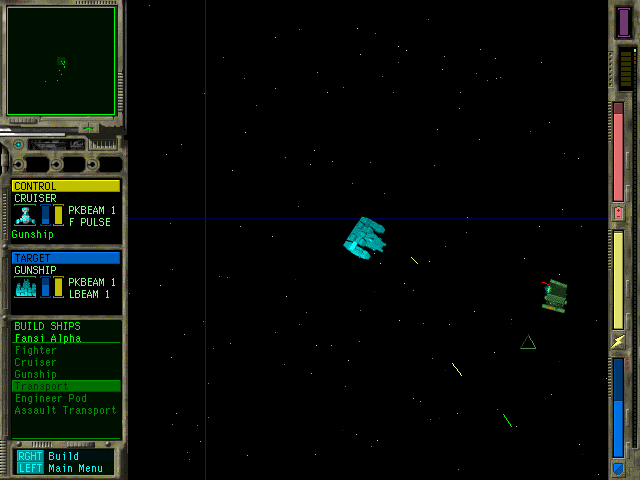 CONTROL
CRUISER
PKBEAM 1
F PULSE
Gunship
TARGET
GUNSHIP
PKBEAM 1
LBEAM 1
BUILD SHIPS
Fansi Alpha
Fighter
Cruiser
Gunship
Transport
Engineer Pod
Assault Transport
RGHT Build
LEFT Main Menu